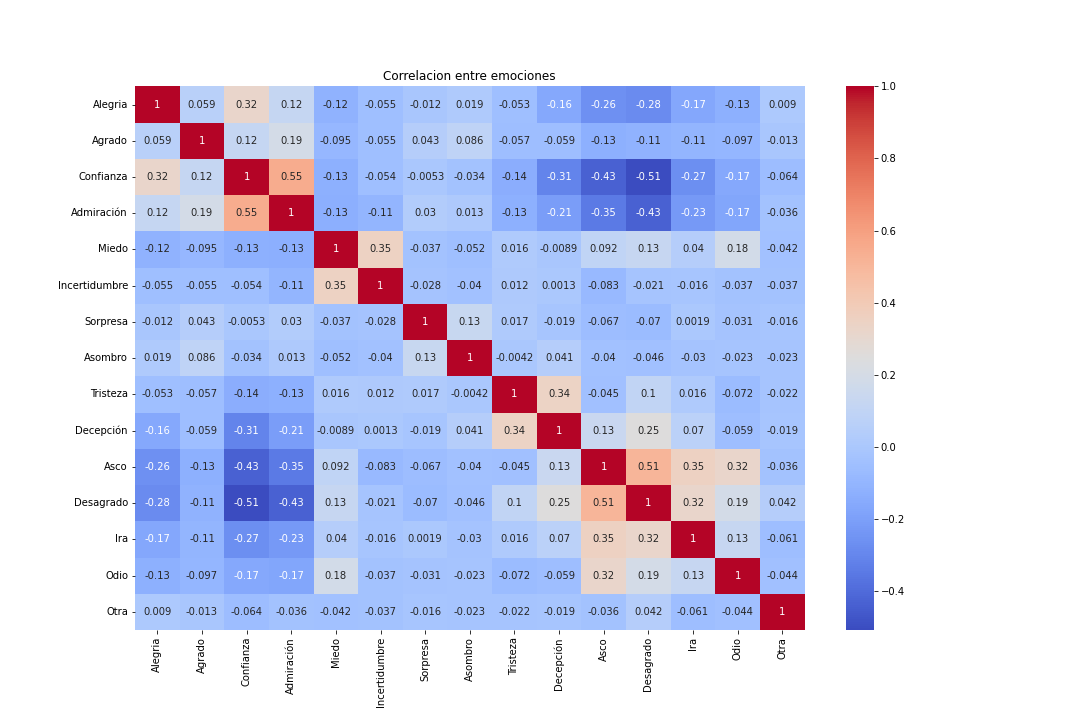 Correlacion entre emociones
Alegria 1 0.059 0.32 0.12 -0.12 -0.055 -0.012 0.019 -0.053 -0.16 -0.26 -0.28 -0.17 -0.13 0.009
Agrado 0.059 1 0.12 0.19 -0.095 -0.055 0.043 0.086 -0.057 -0.059 -0.13 -0.11 -0.11 -0.097 -0.013
Confianza 0.32 0.12 1 0.55 -0.13 -0.054 -0.0053 -0.034 -0.14 -0.31 -0.43 -0.51 -0.27 -0.17 -0.064
Admiración 0.12 0.19 0.55 1 -0.13 -0.11 0.03 0.013 -0.13 -0.21 -0.35 -0.43 -0.23 -0.17 -0.036
Miedo -0.12 -0.095 -0.13 -0.13 1 0.35 -0.037 -0.052 0.016 -0.0089 0.092 0.13 0.04 0.18 -0.042
Incertidumbre -0.055 -0.055 -0.054 -0.11 0.35 1 -0.028 -0.04 0.012 0.0013 -0.083 -0.021 -0.016 -0.037 -0.037
Sorpresa -0.012 0.043 -0.0053 0.03 -0.037 -0.028 1 0.13 0.017 -0.019 -0.067 -0.07 0.0019 -0.031 -0.016
Asombro 0.019 0.086 -0.034 0.013 -0.052 -0.04 0.13 1 -0.0042 0.041 -0.04 -0.046 -0.03 -0.023 -0.023
Tristeza -0.053 -0.057 -0.14 -0.13 0.016 0.012 0.017 -0.0042 1 0.34 -0.045 0.1 0.016 -0.072 -0.022
Decepción -0.16 -0.059 -0.31 -0.21 -0.0089 0.0013 -0.019 0.041 0.34 1 0.13 0.25 0.07 -0.059 -0.019
Asco -0.26 -0.13 -0.43 -0.35 0.092 -0.083 -0.067 -0.04 -0.045 0.13 1 0.51 0.35 0.32 -0.036
Desagrado -0.28 -0.11 -0.51 -0.43 0.13 -0.021 -0.07 -0.046 0.1 0.25 0.51 1 0.32 0.19 0.042
Ira -0.17 -0.11 -0.27 -0.23 0.04 -0.016 0.0019 -0.03 0.016 0.07 0.35 0.32 1 0.13 -0.061
Odio -0.13 -0.097 -0.17 -0.17 0.18 -0.037 -0.031 -0.023 -0.072 -0.059 0.32 0.19 0.13 1 -0.044
Otra 0.009 -0.013 -0.064 -0.036 -0.042 -0.037 -0.016 -0.023 -0.022 -0.019 -0.036 0.042 -0.061 -0.044 1
Alegria
Agrado
Confianza
Admiración
Miedo
Incertidumbre
Sorpresa
Asombro
Tristeza
Decepción
Asco
Desagrado
Ira
Odio
Otra
1.0
0.8
0.6
0.4
0.2
0.0
−0.2
−0.4